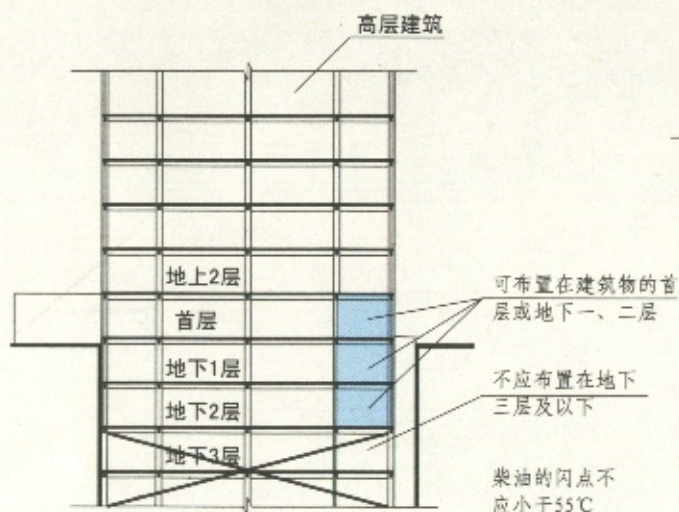 高层建筑
地上2层
首层
地下1层
地下2层
地下3层
可布置在建筑物的首
层或地下一、二层
不应布置在地下
三层及以下
柴油的闪点不
应小于55℃